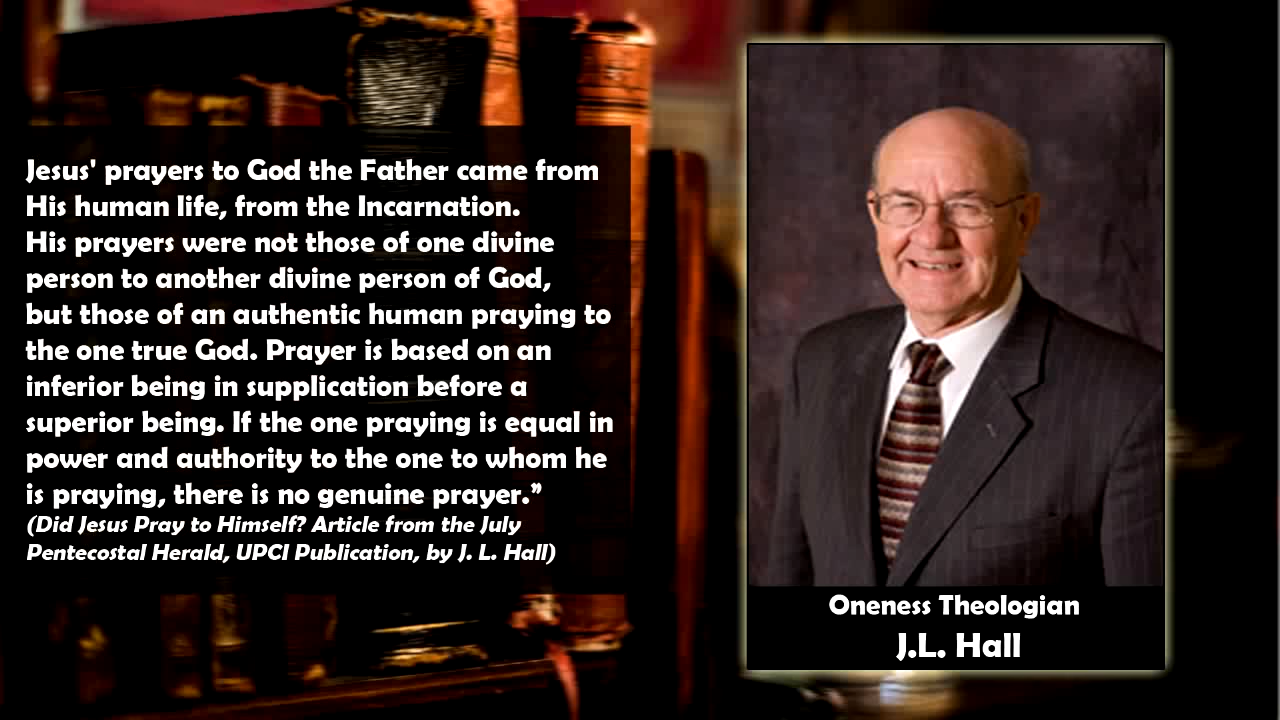 Jesus' prayers to God the Father came from
His human life, from the Incarnation.
His prayers were not those of one divine
person to another divine person of God,
but those of an authentic human praying to
the one true God. Prayer is based on an
inferior being in supplication before a
superior being. If the one praying is equal in
power and authority to the one to whom he
is praying, there is no genuine prayer.”
(Did Jesus Pray to Himself? Article from the July
Pentecostal Herald, UPCI Publication, by J. L. Hall)
Oneness Theologian
J.L. Hall